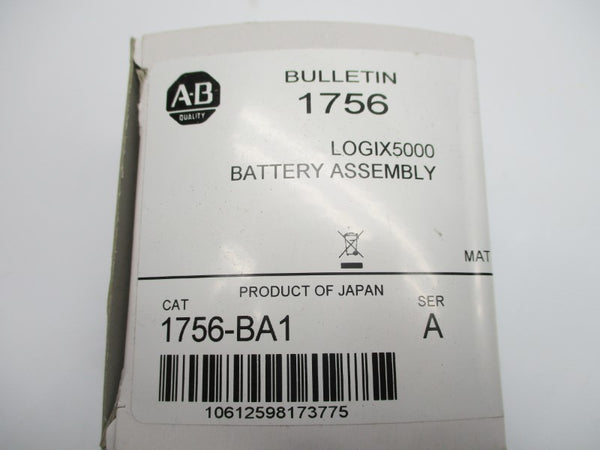 A-B
QUALITY
BULLETIN
1756
LOGIX5000
BATTERY ASSEMBLY
MAT
PRODUCT OF JAPAN
CAT
SER
1756-BA1
A
10612598173775